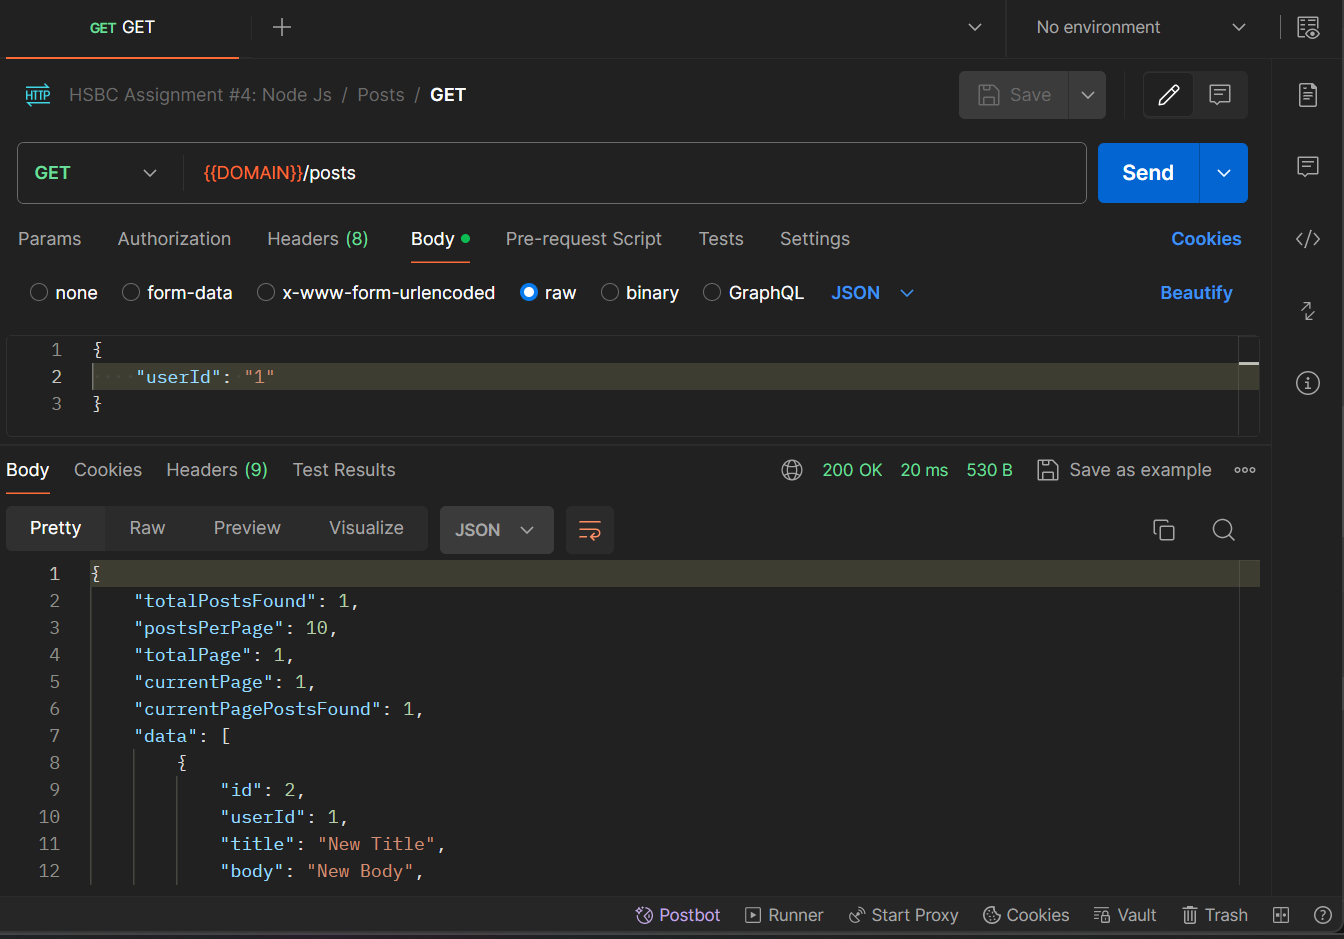 GET GET
No environment
HTTP HSBC Assignment #4: Node Js / Posts / GET
Save
GET {{DOMAIN}}/posts
Send
Params Authorization Headers (8) Body Pre-request Script Tests Settings Cookies
none form-data x-www-form-urlencoded raw binary GraphQL JSON Beautify
1 {
2 "userId": "1"
3 }
Body Cookies Headers (9) Test Results 200 OK 20 ms 530 B Save as example
Pretty Raw Preview Visualize JSON
1 {
2 "totalPostsFound": 1,
3 "postsPerPage": 10,
4 "totalPage": 1,
5 "currentPage": 1,
6 "currentPagePostsFound": 1,
7 "data": [
8 {
9 "id": 2,
10 "userId": 1,
11 "title": "New Title",
12 "body": "New Body",
Postbot Runner Start Proxy Cookies Vault Trash